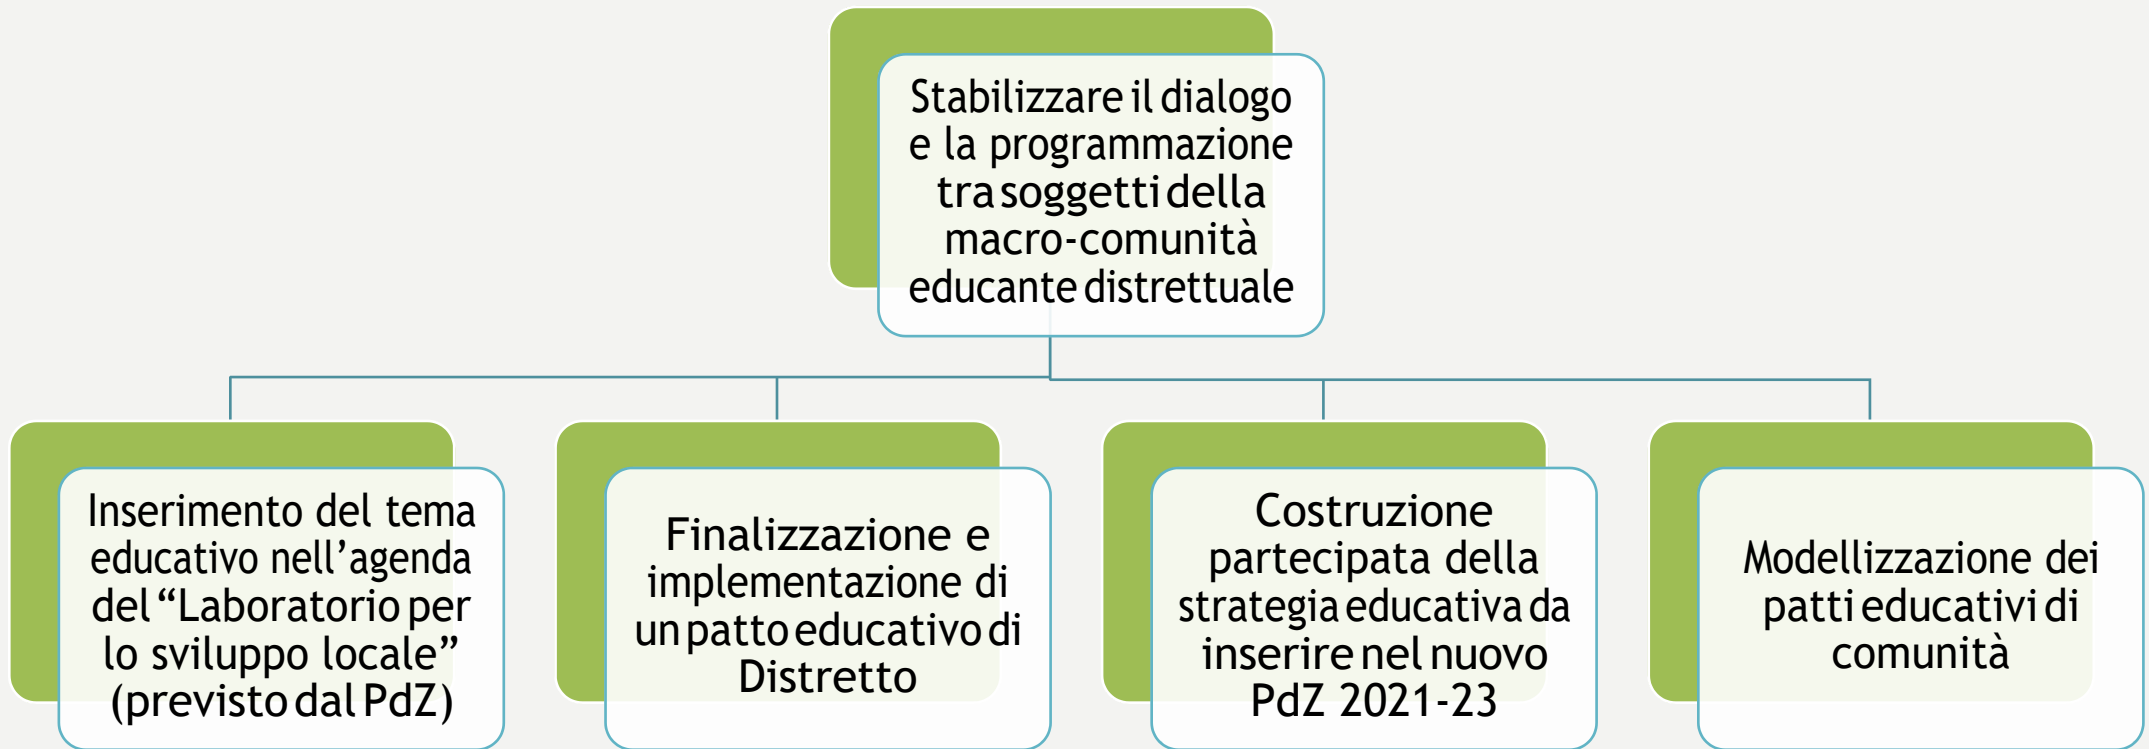 Stabilizzare il dialogo
e la programmazione
tra soggetti della
macro-comunità
educante distrettuale
Inserimento del tema
educativo nell’agenda
del “Laboratorio per
lo sviluppo locale”
(previsto dal PdZ)
Finalizzazione e
implementazione di
un patto educativo di
Distretto
Costruzione
partecipata della
strategia educativa da
inserire nel nuovo
PdZ 2021-23
Modellizzazione dei
patti educativi di
comunità